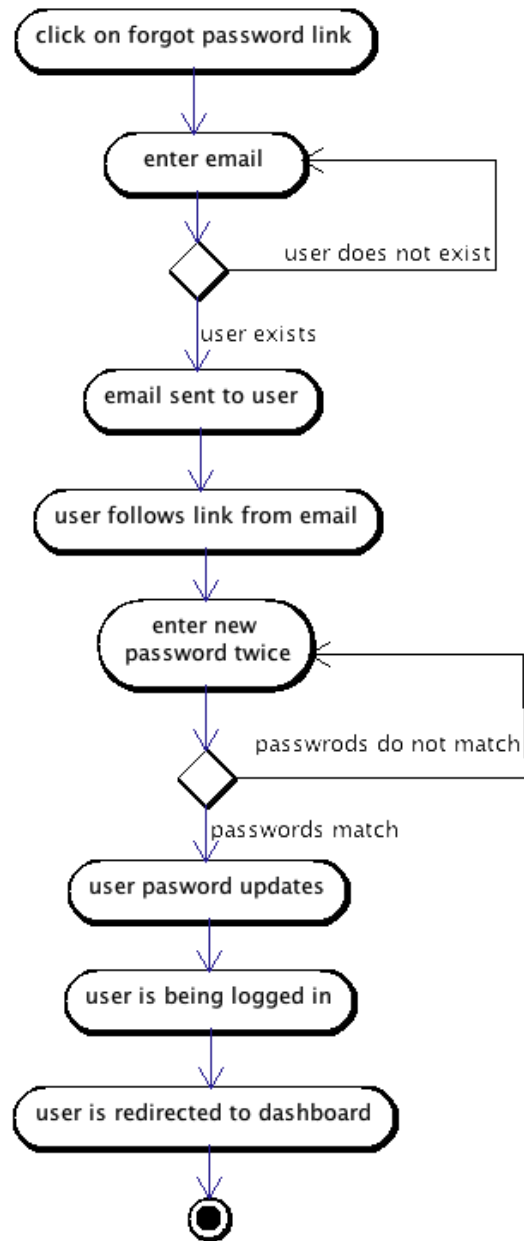 click on forgot password link
enter email
user does not exist
user exists
email sent to user
user follows link from email
enter new
password twice
passwrods do not match
passwords match
user pasword updates
user is being logged in
user is redirected to dashboard